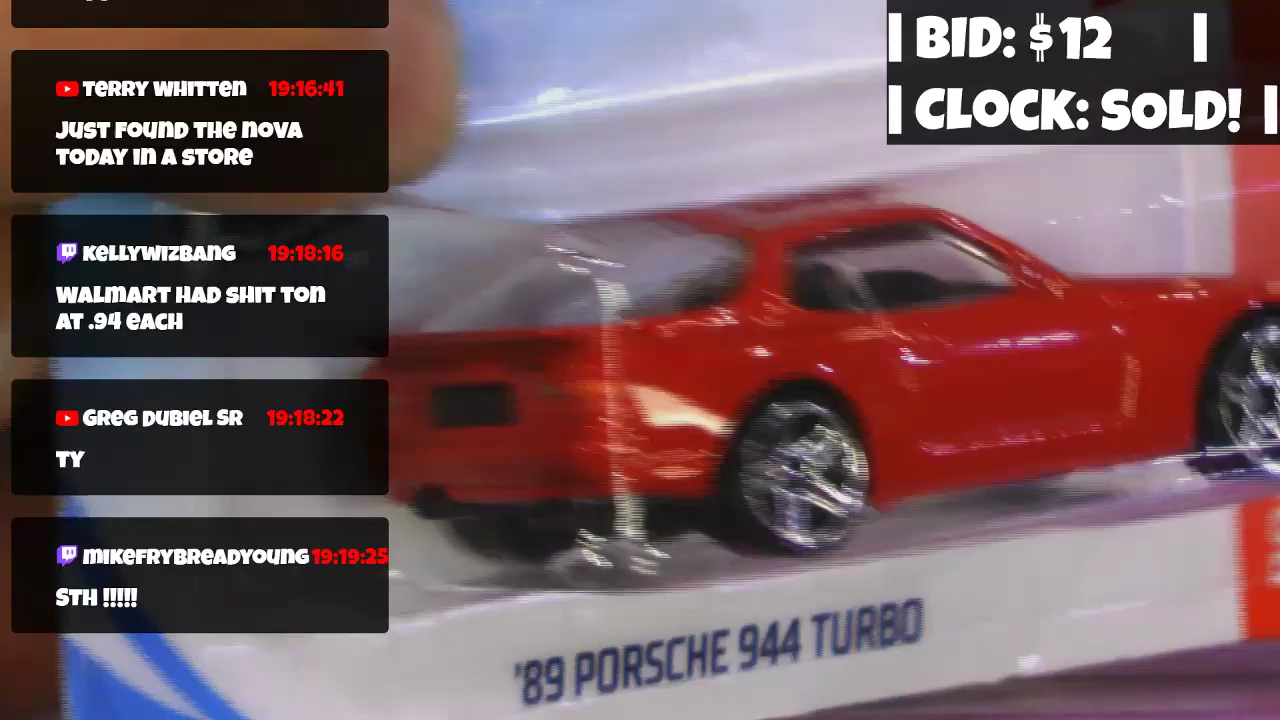 TERRY WHITTEN 19:16:41
JUST FOUND THE NOVA
TODAY IN A STORE
KELLYWIZBANG 19:18:16
WALMART HAD SHIT TON
AT .94 EACH
GREG DUBIEL SR 19:18:22
TY
MIKEFRYBREADYOUNG 19:19:25
STH !!!!!
| BID: $12 |
| CLOCK: SOLD! |
'89 PORSCHE 944 TURBO